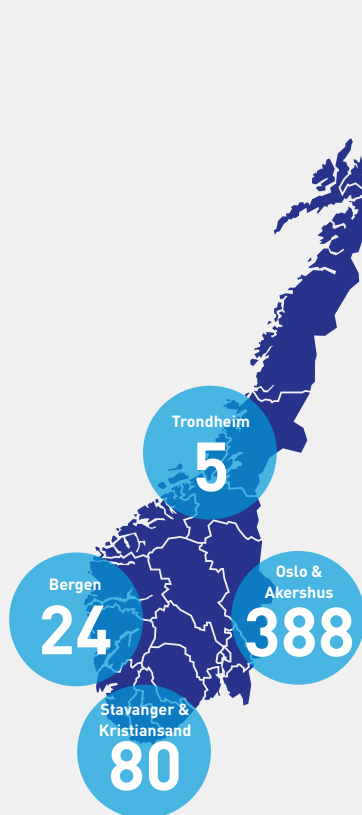 Trondheim
5
Bergen
24
Oslo &
Akershus
388
Stavanger &
Kristiansand
80